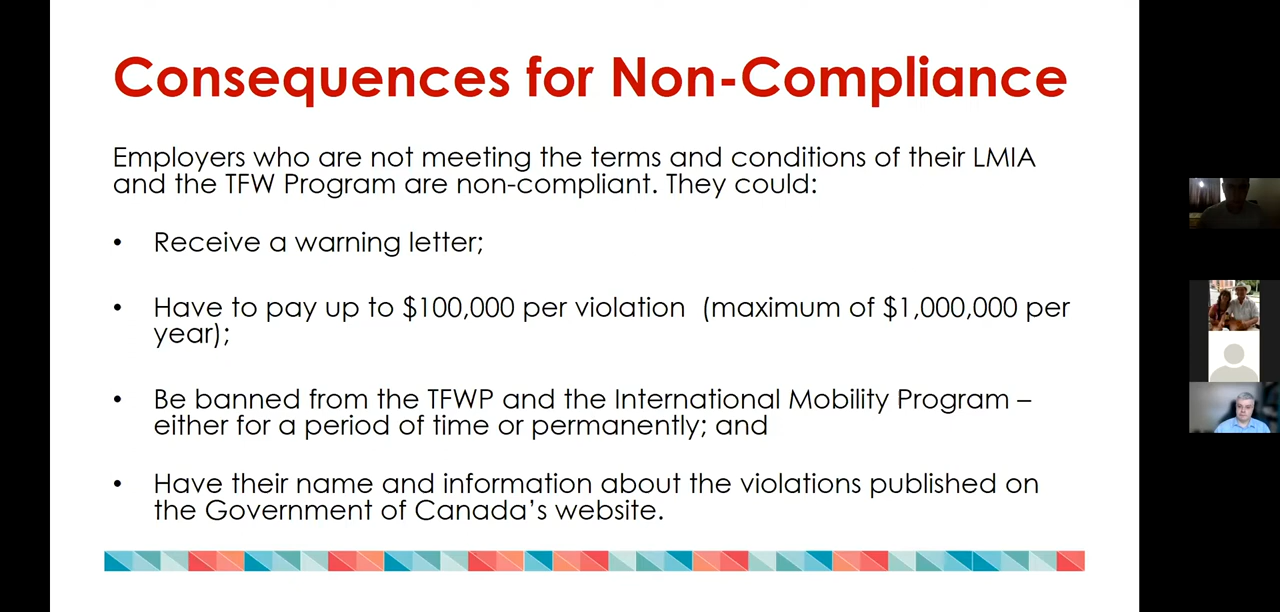 Consequences for Non-Compliance
Employers who are not meeting the terms and conditions of their LMIA
and the TFW Program are non-compliant. They could:
• Receive a warning letter;
• Have to pay up to $100,000 per violation (maximum of $1,000,000 per
year);
• Be banned from the TFWP and the International Mobility Program –
either for a period of time or permanently; and
• Have their name and information about the violations published on
the Government of Canada’s website.